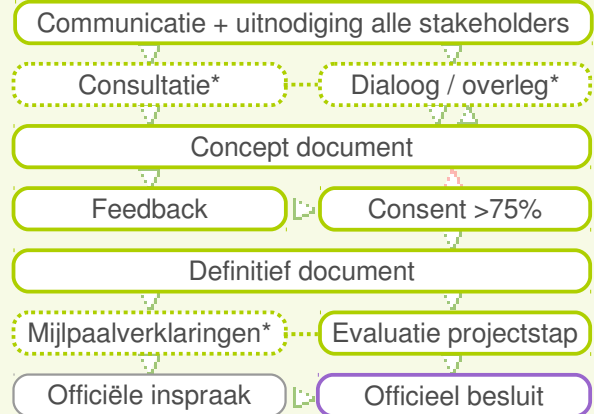 Communicatie + uitnodiging alle stakeholders
Consultatie*
Dialoog / overleg*
Concept document
Feedback
Consent >75%
Definitief document
Mijlpaalverklaringen*
Evaluatie projectstap
Officiële inspraak
Officieel besluit